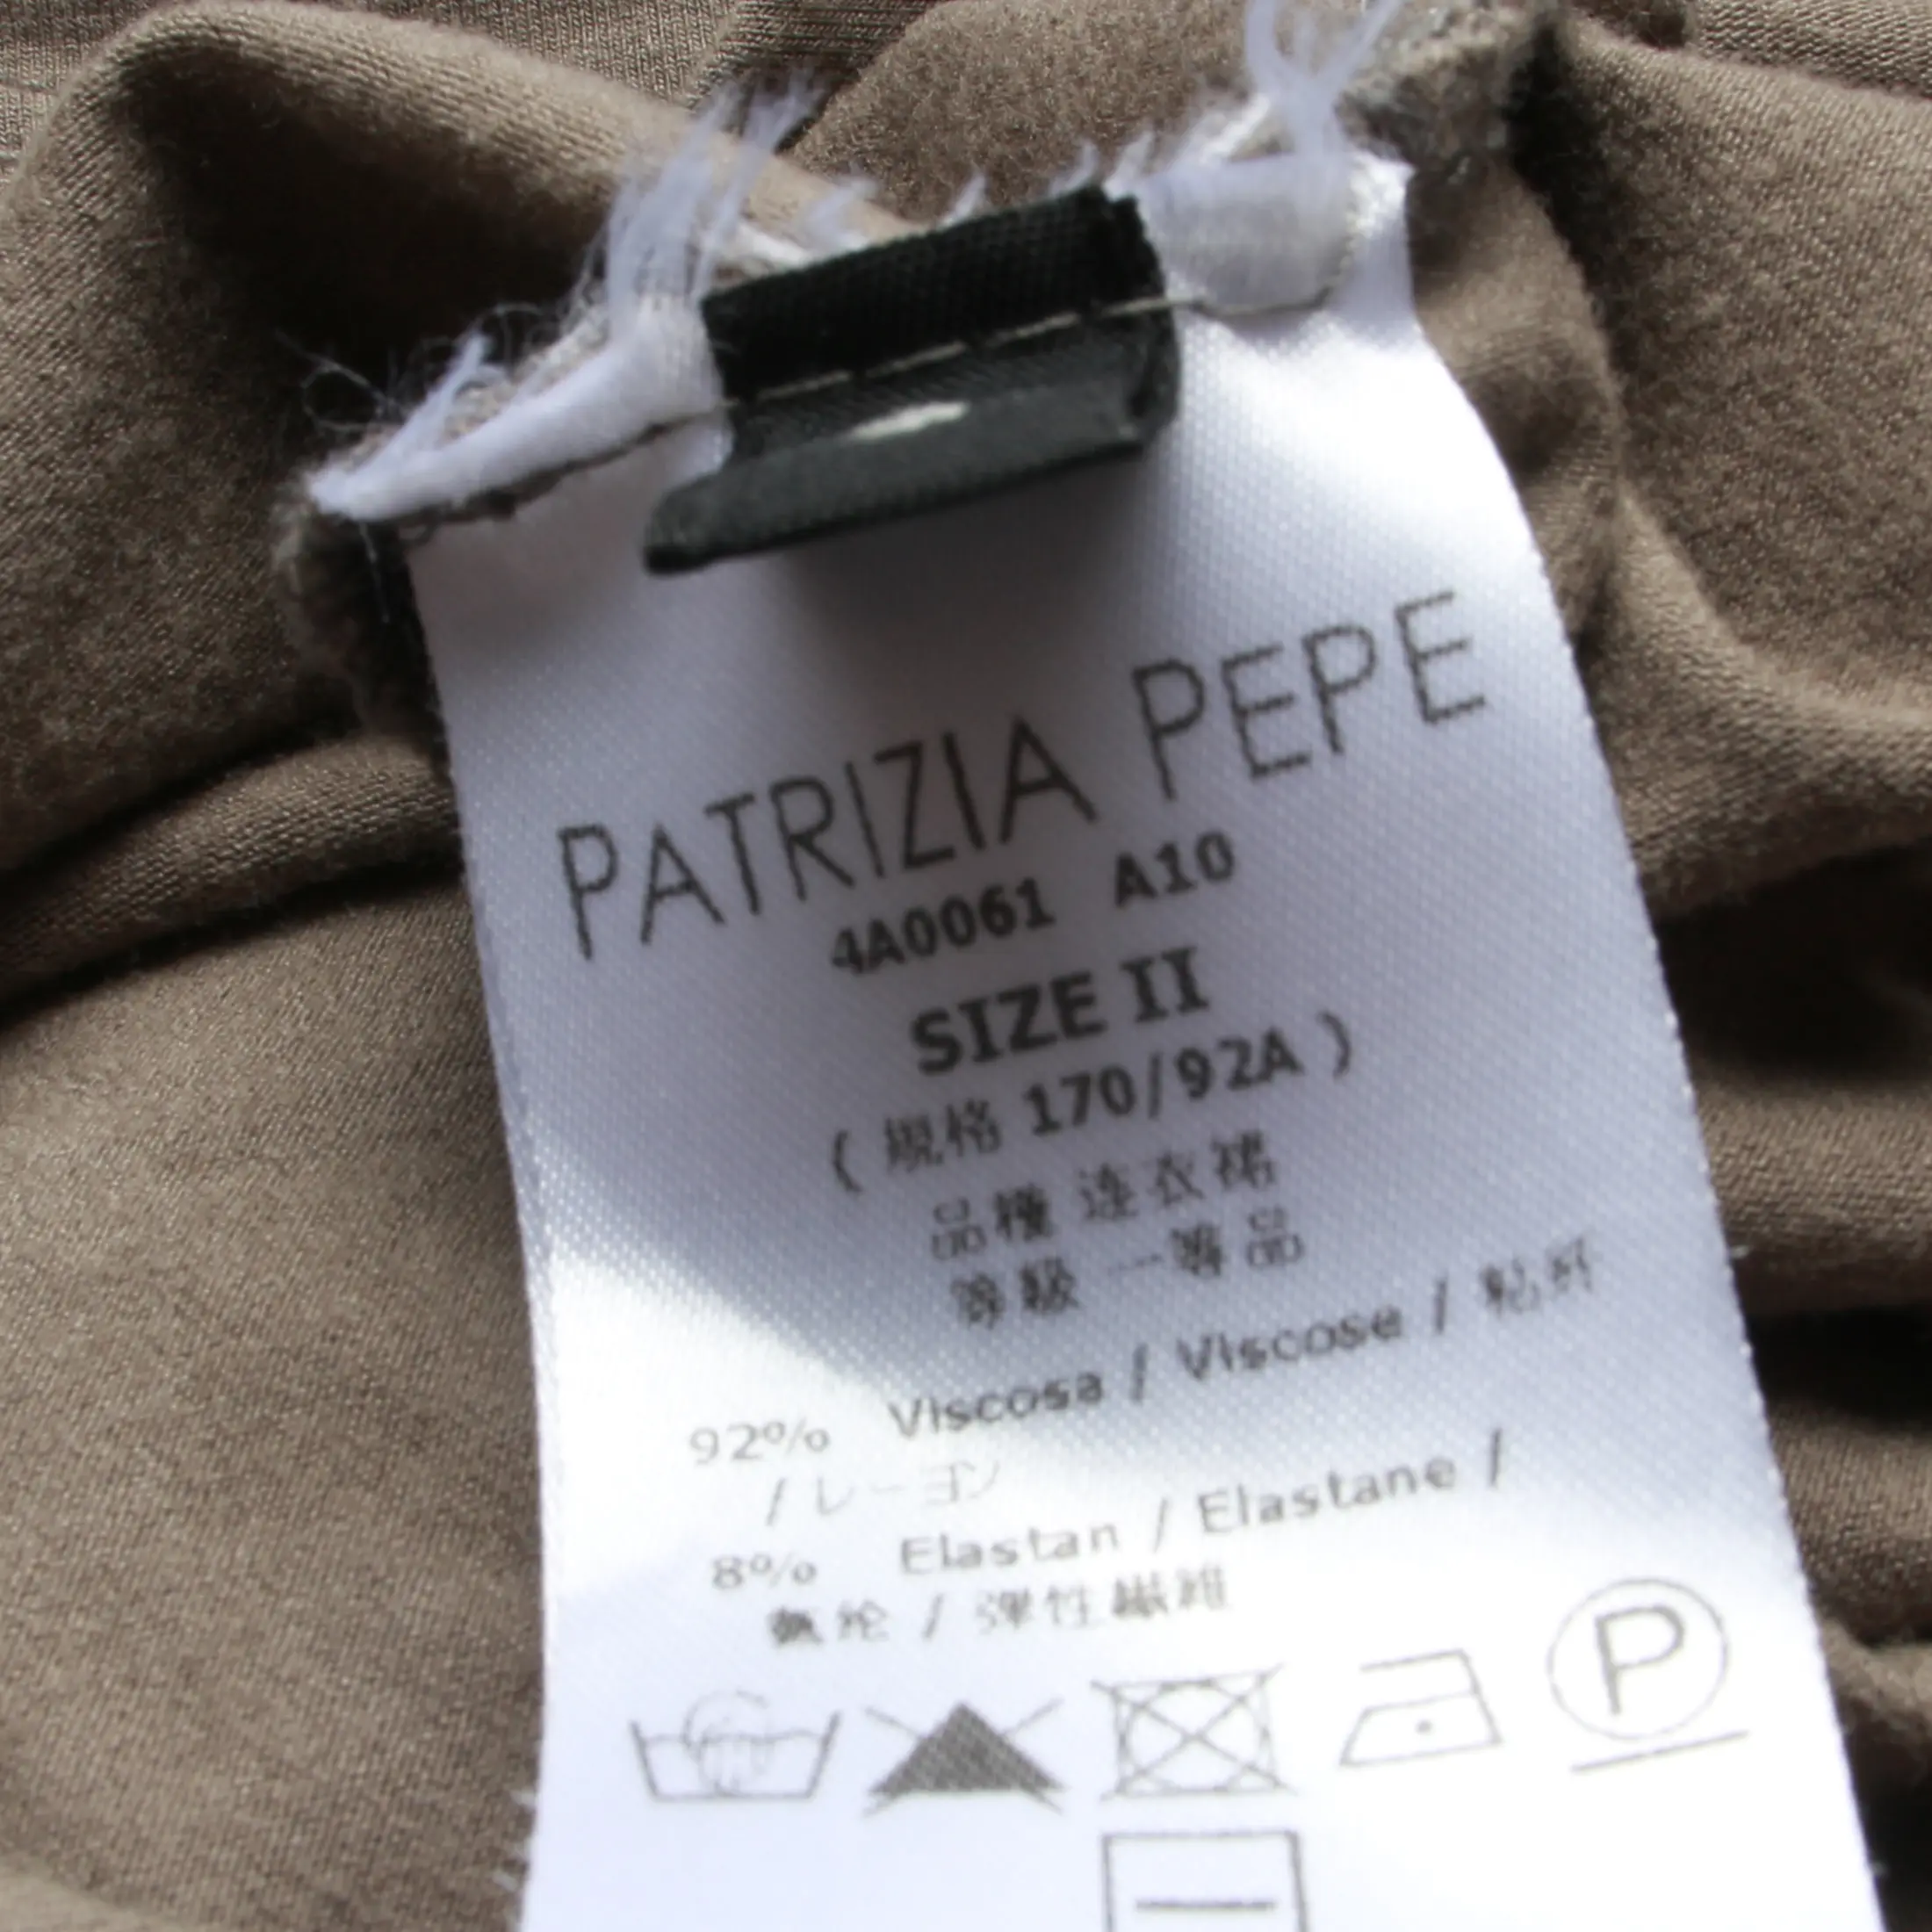 PATRIZIA PEPE
4A0061 A10
SIZE II
( 規格 170/92A )
品種 连衣裙
等級 一等品
92% Viscosa / Viscose / 粘纤
/ レーヨン
8% Elastan / Elastane /
氨纶 / 弾性繊維
P